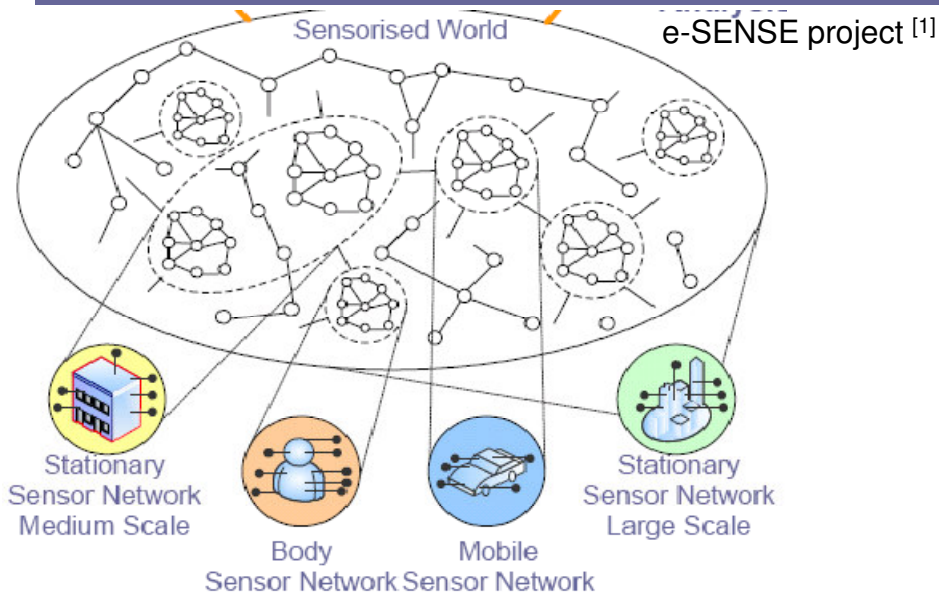 Sensorised World
e-SENSE project [1]
Stationary
Sensor Network
Medium Scale
Body
Sensor Network
Mobile
Sensor Network
Stationary
Sensor Network
Large Scale